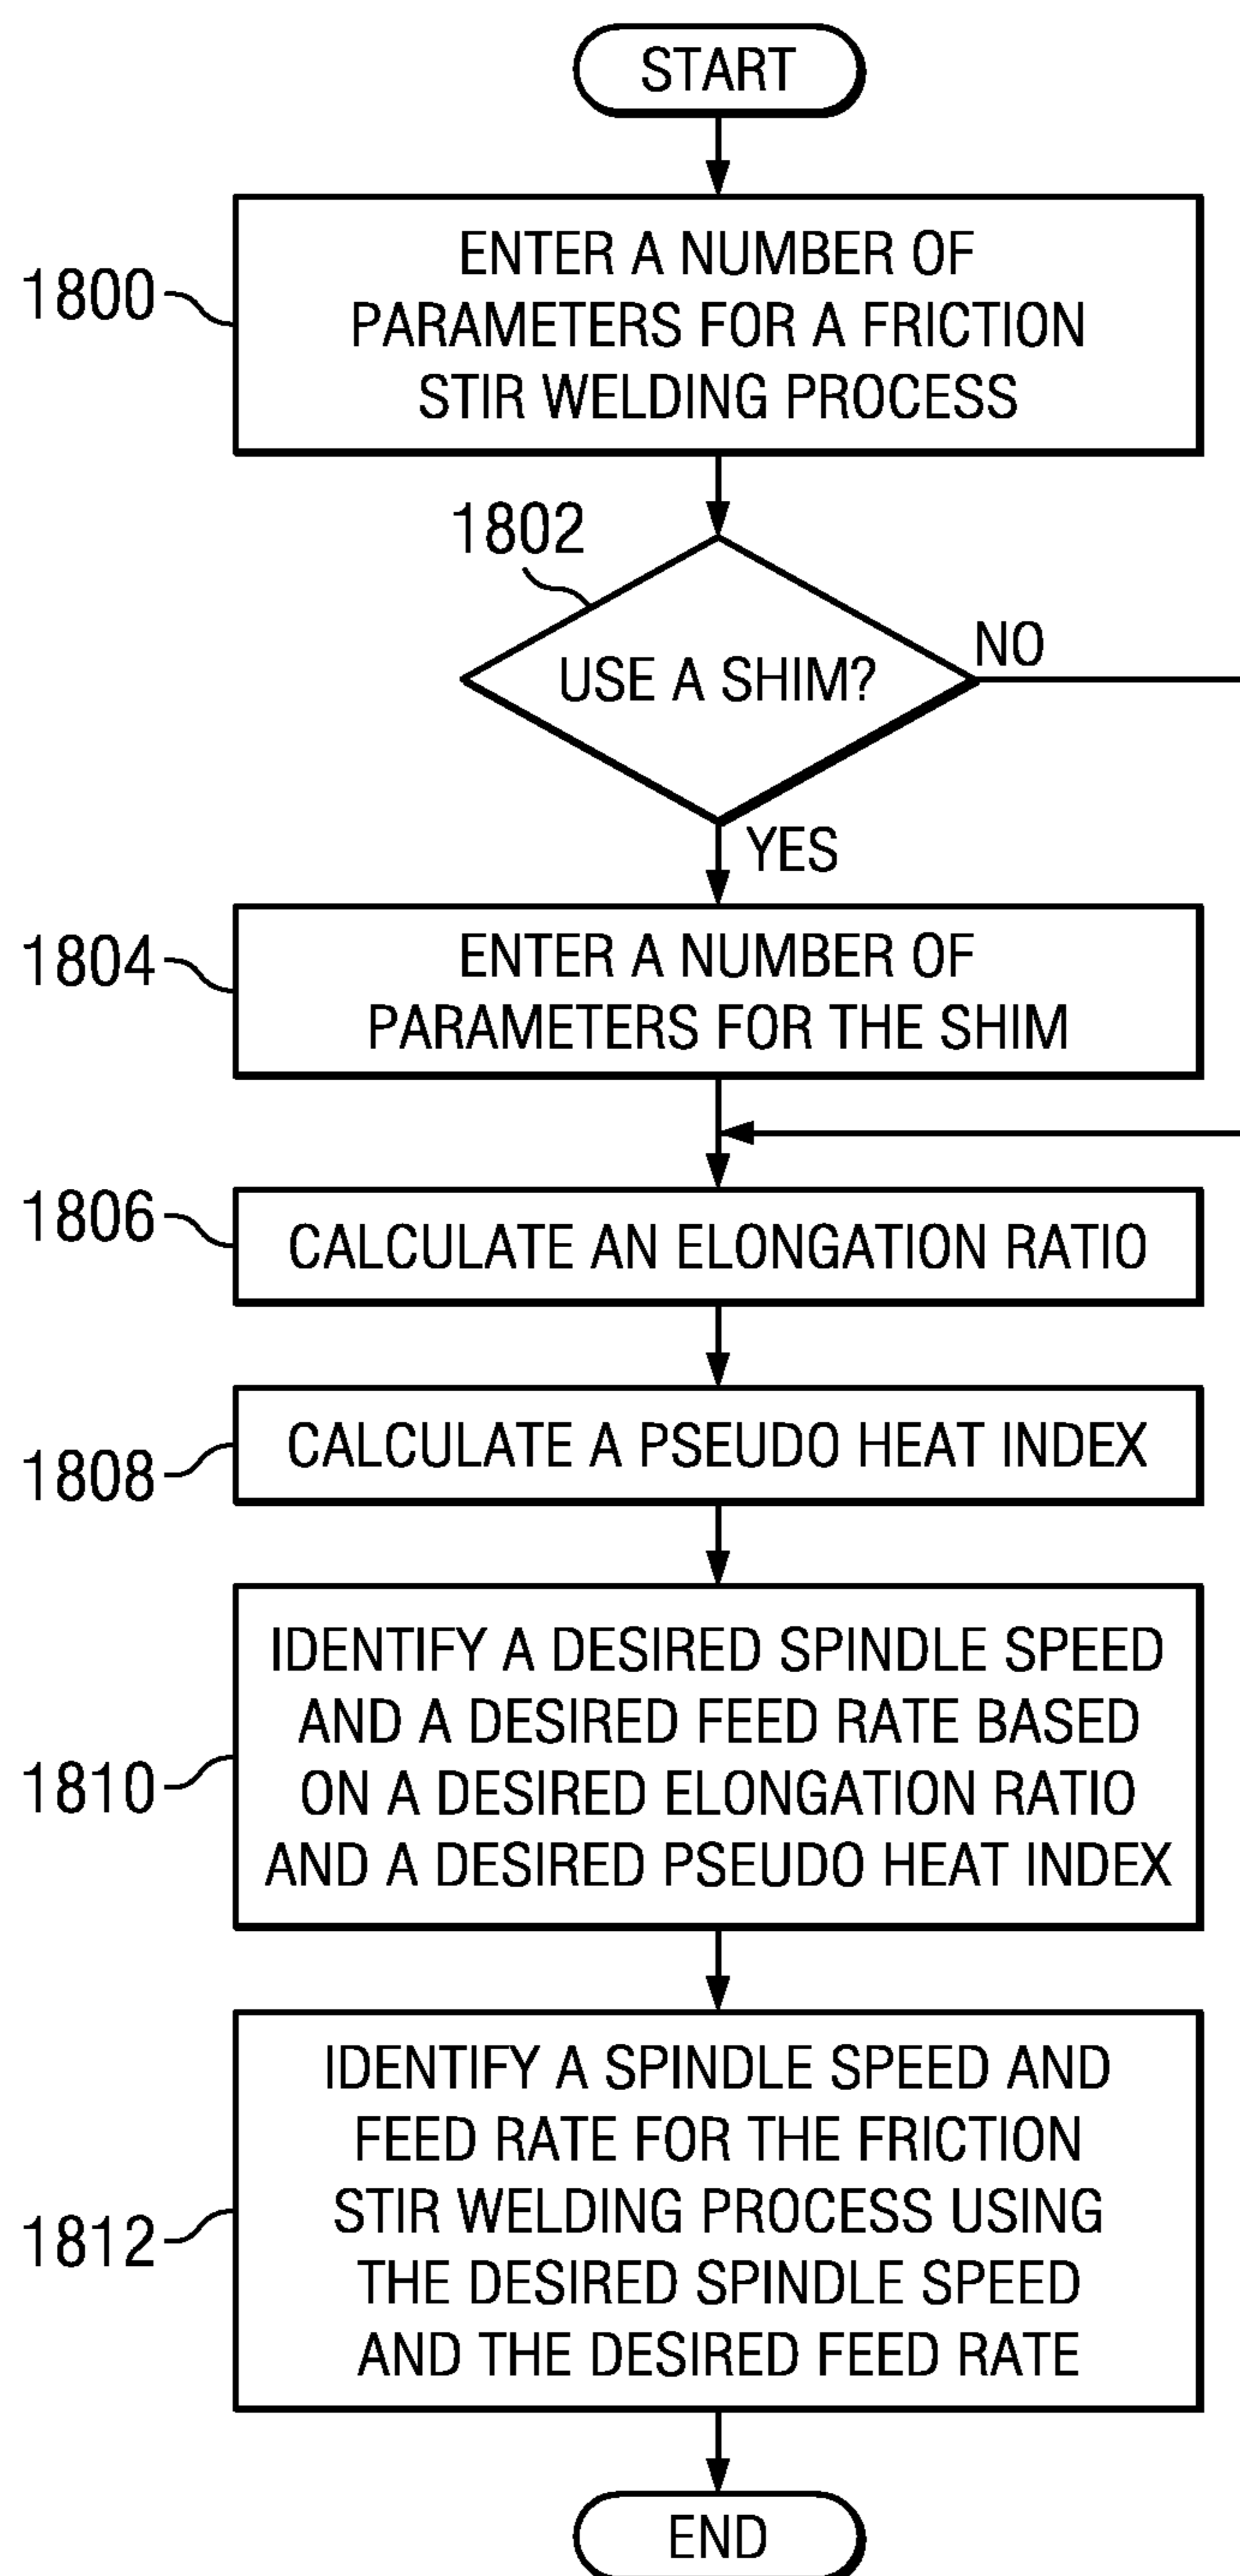 START
1800
ENTER A NUMBER OF
PARAMETERS FOR A FRICTION
STIR WELDING PROCESS
1802
USE A SHIM?
NO
YES
1804
ENTER A NUMBER OF
PARAMETERS FOR THE SHIM
1806
CALCULATE AN ELONGATION RATIO
1808
CALCULATE A PSEUDO HEAT INDEX
1810
IDENTIFY A DESIRED SPINDLE SPEED
AND A DESIRED FEED RATE BASED
ON A DESIRED ELONGATION RATIO
AND A DESIRED PSEUDO HEAT INDEX
1812
IDENTIFY A SPINDLE SPEED AND
FEED RATE FOR THE FRICTION
STIR WELDING PROCESS USING
THE DESIRED SPINDLE SPEED
AND THE DESIRED FEED RATE
END